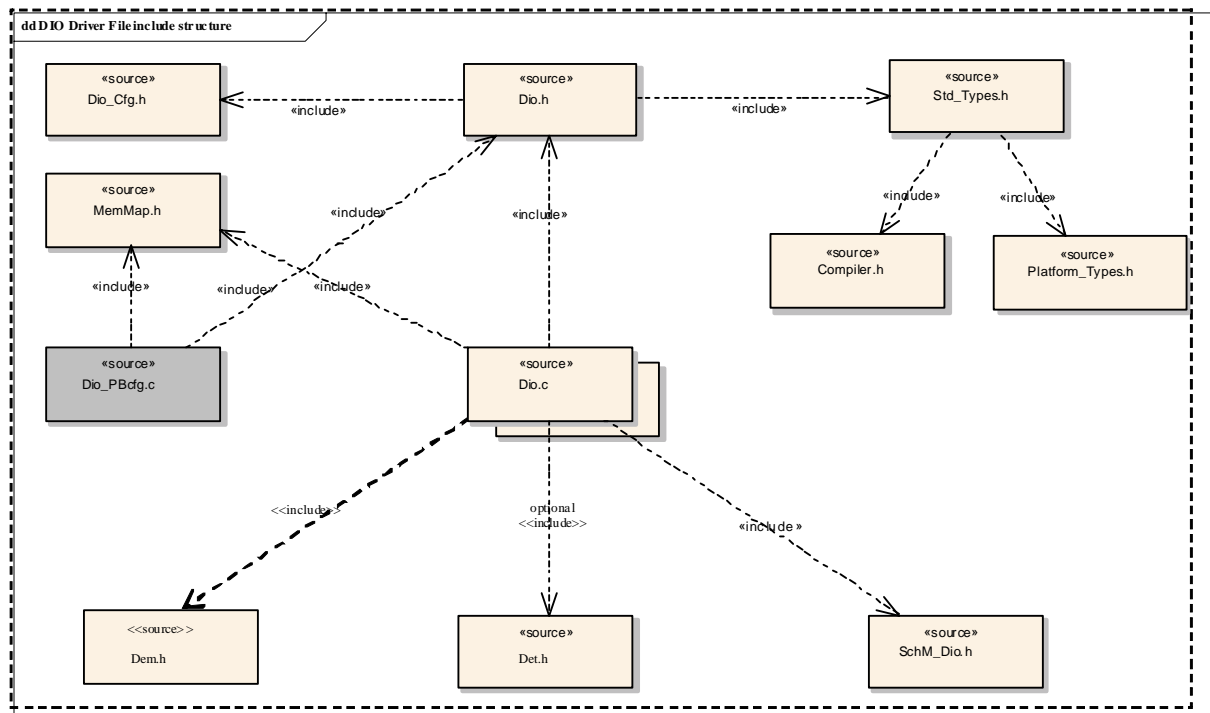 dd DIO Driver File include structure
«source»
Dio_Cfg.h
«include»
«source»
Dio.h
«include»
«source»
Std_Types.h
«source»
MemMap.h
«include»
«include»
«include»
«include»
«source»
Compiler.h
«source»
Platform_Types.h
«include»
«include»
«include»
«source»
Dio_PBcfg.c
«source»
Dio.c
<<include>>
optional
<<include>>
«include»
<<source>>
Dem.h
«source»
Det.h
«source»
SchM_Dio.h